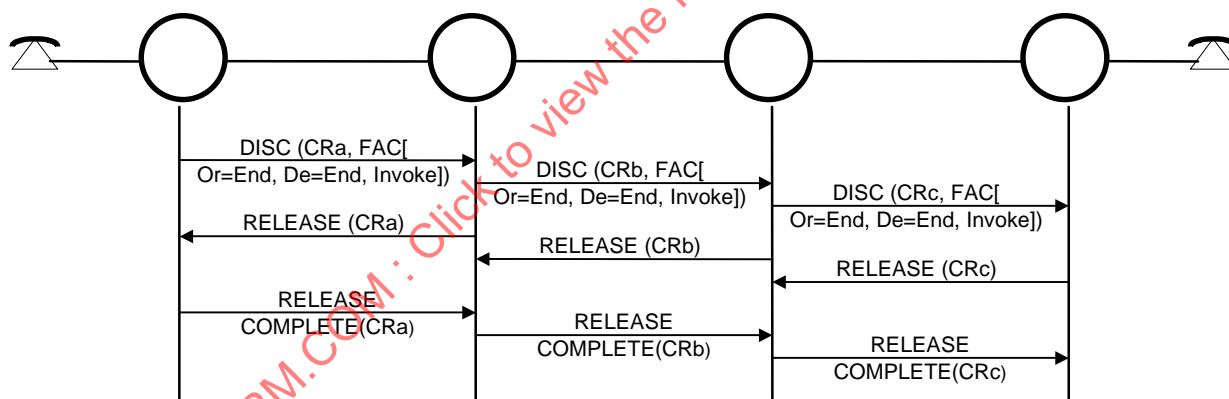 DISC (CRa, FAC[
Or=End, De=End, Invoke])
DISC (CRb, FAC[
Or=End, De=End, Invoke])
DISC (CRc, FAC[
Or=End, De=End, Invoke])
RELEASE (CRa)
RELEASE (CRb)
RELEASE (CRc)
RELEASE
COMPLETE(CRa)
RELEASE
COMPLETE(CRb)
RELEASE
COMPLETE(CRc)
RM.COM : Click to view the